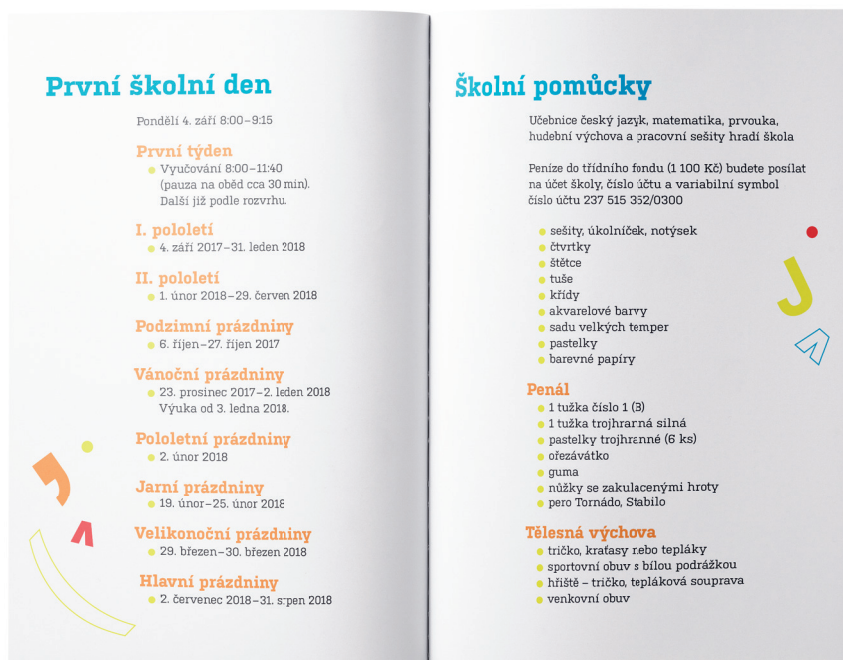 První školní den
Pondělí 4. září 8:00–9:15
První týden
Vyučování 8:00–11:40
(pauza na oběd cca 30 min).
Další již podle rozvrhu.
I. pololetí
4. září 2017–31. leden 2018
II. pololetí
1. únor 2018–29. červen 2018
Podzimní prázdniny
6. říjen–27. říjen 2017
Vánoční prázdniny
23. prosinec 2017–2. leden 2018
Výuka od 3. ledna 2018.
Pololetní prázdniny
2. únor 2018
Jarní prázdniny
19. únor–25. únor 2018
Velikonoční prázdniny
29. březen–30. březen 2018
Hlavní prázdniny
2. červenec 2018–31. srpen 2018
Školní pomůcky
Učebnice český jazyk, matematika, prvouka,
hudební výchova a pracovní sešity hradí škola
Peníze do třídního fondu (1 100 Kč) budete posílat
na účet školy, číslo účtu a variabilní symbol
číslo účtu 237 515 352/0300
sešity, úkolníček, notýsek
čtvrtky
štětce
tuše
křídy
akvarelové barvy
sadu velkých temper
pastelky
barevné papíry
Penál
1 tužka číslo 1 (3)
1 tužka trojhranná silná
pastelky trojhranné (6 ks)
ořezávátko
guma
nůžky se zakulacenými hroty
pero Tornádo, Stabilo
Tělesná výchova
tričko, kraťasy nebo tepláky
sportovní obuv s bílou podrážkou
hřiště – tričko, tepláková souprava
venkovní obuv